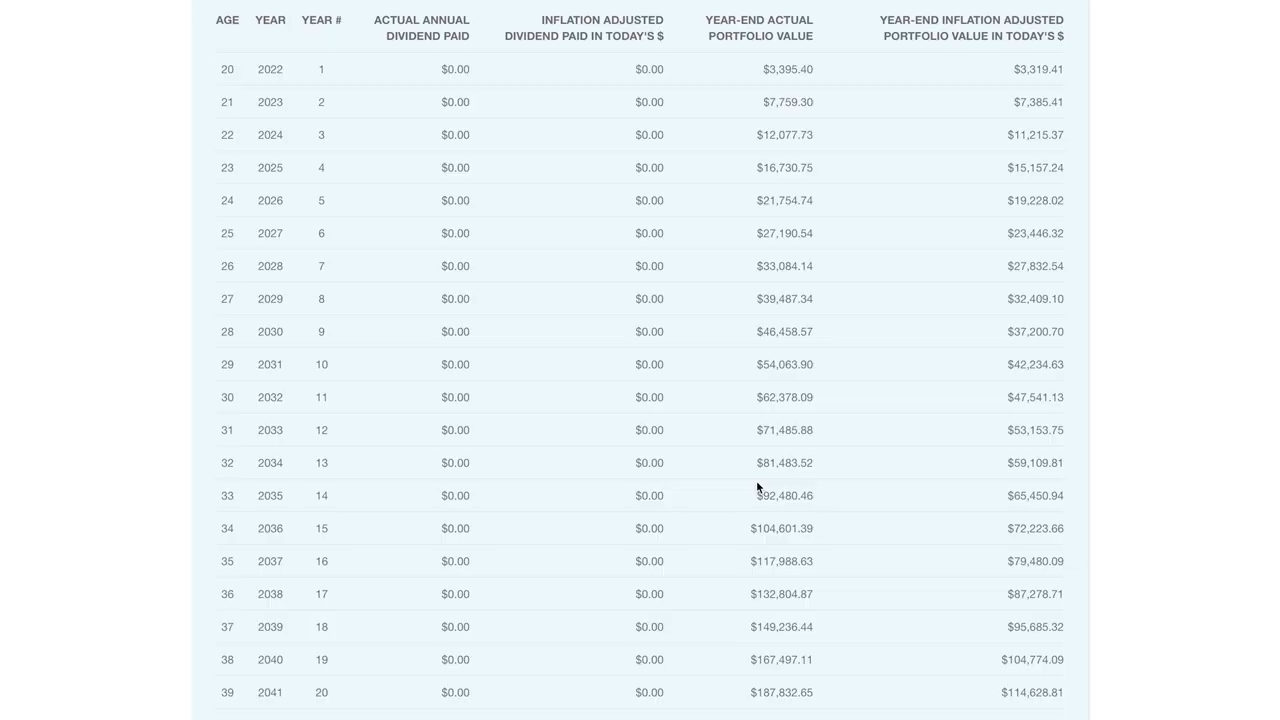 AGE YEAR YEAR # ACTUAL ANNUAL DIVIDEND PAID INFLATION ADJUSTED DIVIDEND PAID IN TODAY'S $ YEAR-END ACTUAL PORTFOLIO VALUE YEAR-END INFLATION ADJUSTED PORTFOLIO VALUE IN TODAY'S $
20 2022 1 $0.00 $0.00 $3,395.40 $3,319.41
21 2023 2 $0.00 $0.00 $7,759.30 $7,385.41
22 2024 3 $0.00 $0.00 $12,077.73 $11,215.37
23 2025 4 $0.00 $0.00 $16,730.75 $15,157.24
24 2026 5 $0.00 $0.00 $21,754.74 $19,228.02
25 2027 6 $0.00 $0.00 $27,190.54 $23,446.32
26 2028 7 $0.00 $0.00 $33,084.14 $27,832.54
27 2029 8 $0.00 $0.00 $39,487.34 $32,409.10
28 2030 9 $0.00 $0.00 $46,458.57 $37,200.70
29 2031 10 $0.00 $0.00 $54,063.90 $42,234.63
30 2032 11 $0.00 $0.00 $62,378.09 $47,541.13
31 2033 12 $0.00 $0.00 $71,485.88 $53,153.75
32 2034 13 $0.00 $0.00 $81,483.52 $59,109.81
33 2035 14 $0.00 $0.00 $92,480.46 $65,450.94
34 2036 15 $0.00 $0.00 $104,601.39 $72,223.66
35 2037 16 $0.00 $0.00 $117,988.63 $79,480.09
36 2038 17 $0.00 $0.00 $132,804.87 $87,278.71
37 2039 18 $0.00 $0.00 $149,236.44 $95,685.32
38 2040 19 $0.00 $0.00 $167,497.11 $104,774.09
39 2041 20 $0.00 $0.00 $187,832.65 $114,628.81